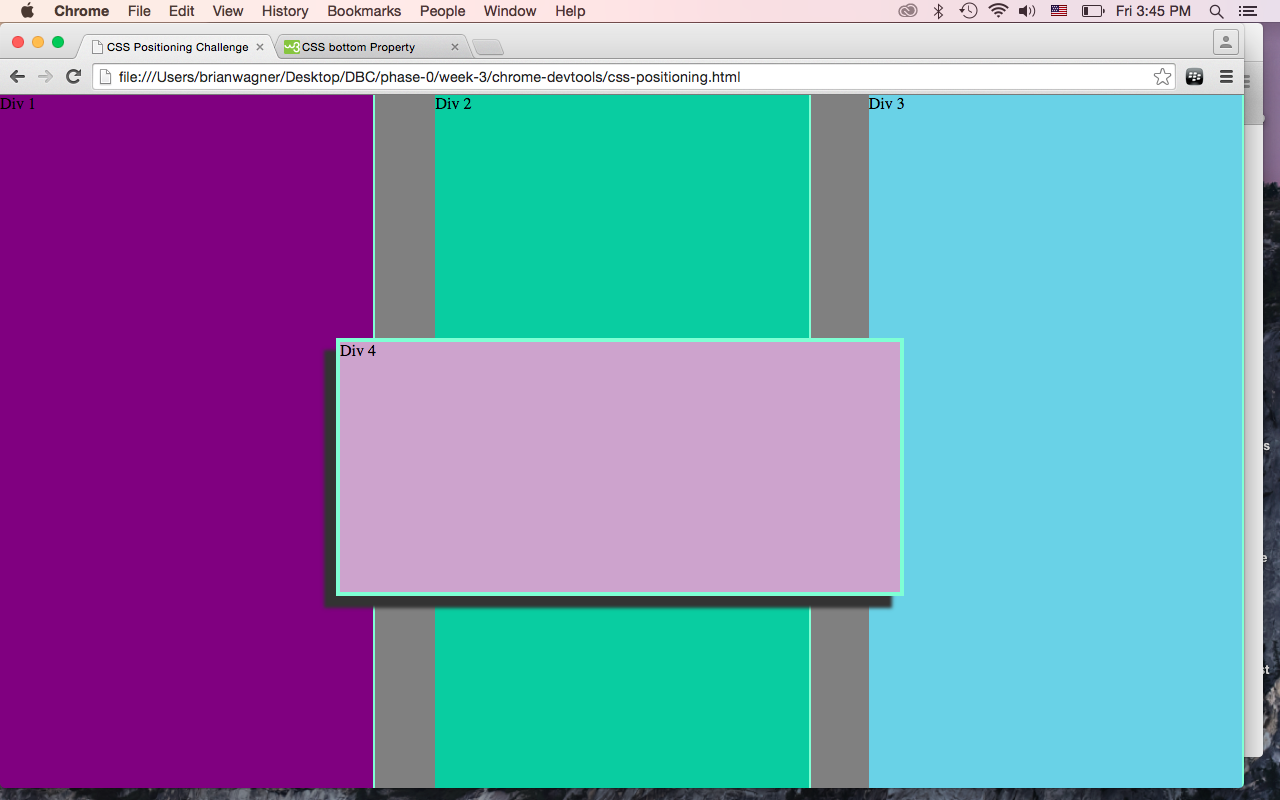 Chrome File Edit View History Bookmarks People Window Help Fri 3:45 PM
CSS Positioning Challenge CSS bottom Property
file:///Users/brianwagner/Desktop/DBC/phase-0/week-3/chrome-devtools/css-positioning.html
Div 1 Div 2 Div 3
Div 4